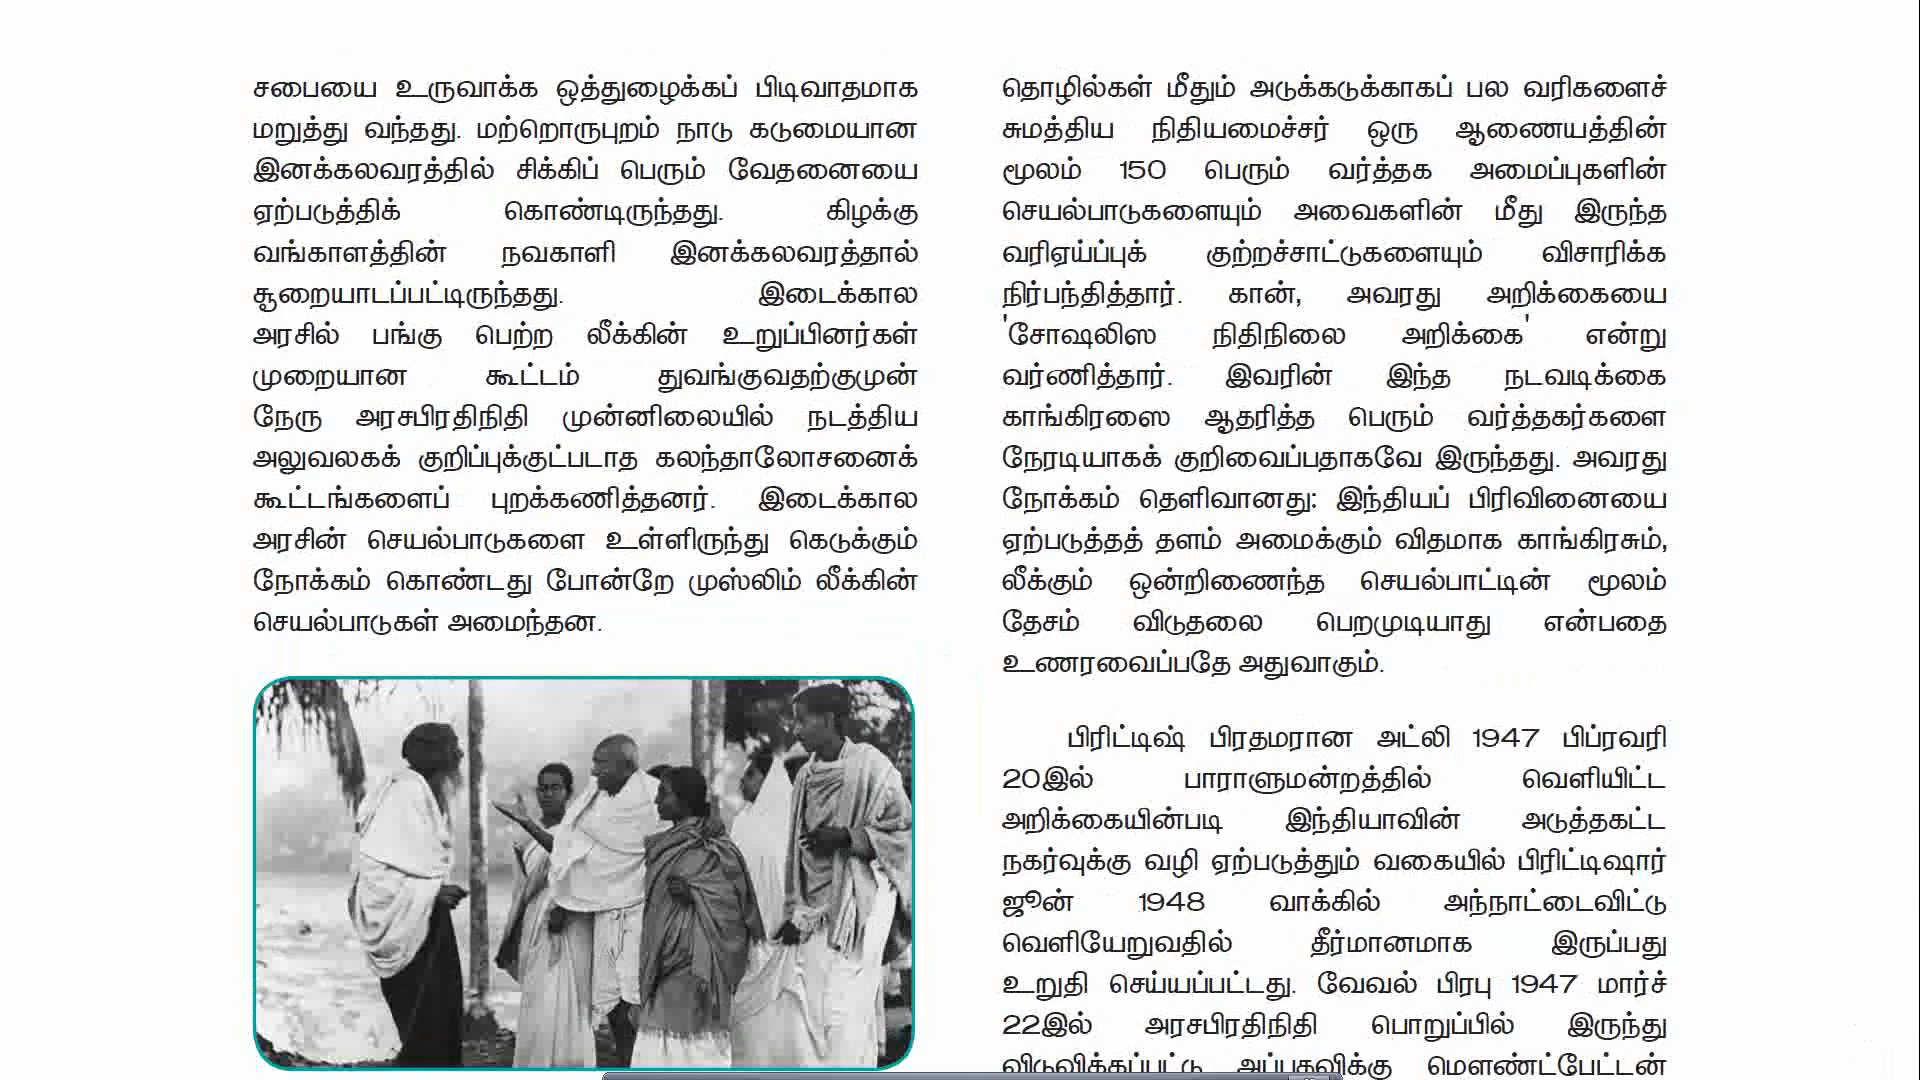 சபையை உருவாக்க ஒத்துழைக்கப் பிடிவாதமாக
மறுத்து வந்தது. மற்றொருபுறம் நாடு கடுமையான
இனக்கலவரத்தில் சிக்கிப் பெரும் வேதனையை
ஏற்படுத்திக் கொண்டிருந்தது. கிழக்கு
வங்காளத்தின் நவகாளி இனக்கலவரத்தால்
சூறையாடப்பட்டிருந்தது. இடைக்கால
அரசில் பங்கு பெற்ற லீக்கின் உறுப்பினர்கள்
முறையான கூட்டம் துவங்குவதற்குமுன்
நேரு அரசபிரதிநிதி முன்னிலையில் நடத்திய
அலுவலகக் குறிப்புக்குட்படாத கலந்தாலோசனைக்
கூட்டங்களைப் புறக்கணித்தனர். இடைக்கால
அரசின் செயல்பாடுகளை உள்ளிருந்து கெடுக்கும்
நோக்கம் கொண்டது போன்றே முஸ்லிம் லீக்கின்
செயல்பாடுகள் அமைந்தன.
தொழில்கள் மீதும் அடுக்கடுக்காகப் பல வரிகளைச்
சுமத்திய நிதியமைச்சர் ஒரு ஆணையத்தின்
மூலம் 150 பெரும் வர்த்தக அமைப்புகளின்
செயல்பாடுகளையும் அவைகளின் மீது இருந்த
வரிஏய்ப்புக் குற்றச்சாட்டுகளையும் விசாரிக்க
நிர்பந்தித்தார். கான், அவரது அறிக்கையை
'சோஷலிஸ நிதிநிலை அறிக்கை' என்று
வர்ணித்தார். இவரின் இந்த நடவடிக்கை
காங்கிரஸை ஆதரித்த பெரும் வர்த்தகர்களை
நேரடியாகக் குறிவைப்பதாகவே இருந்தது. அவரது
நோக்கம் தெளிவானது: இந்தியப் பிரிவினையை
ஏற்படுத்தத் தளம் அமைக்கும் விதமாக காங்கிரசும்,
லீக்கும் ஒன்றிணைந்த செயல்பாட்டின் மூலம்
தேசம் விடுதலை பெறமுடியாது என்பதை
உணரவைப்பதே அதுவாகும்.
பிரிட்டிஷ் பிரதமரான அட்லி 1947 பிப்ரவரி
20இல் பாராளுமன்றத்தில் வெளியிட்ட
அறிக்கையின்படி இந்தியாவின் அடுத்தகட்ட
நகர்வுக்கு வழி ஏற்படுத்தும் வகையில் பிரிட்டிஷார்
ஜூன் 1948 வாக்கில் அந்நாட்டைவிட்டு
வெளியேறுவதில் தீர்மானமாக இருப்பது
உறுதி செய்யப்பட்டது. வேவல் பிரபு 1947 மார்ச்
22இல் அரசபிரதிநிதி பொறுப்பில் இருந்து
விடுவிக்கப்பட்டு அப்பதவிக்கு மௌண்ட்பேட்டன்